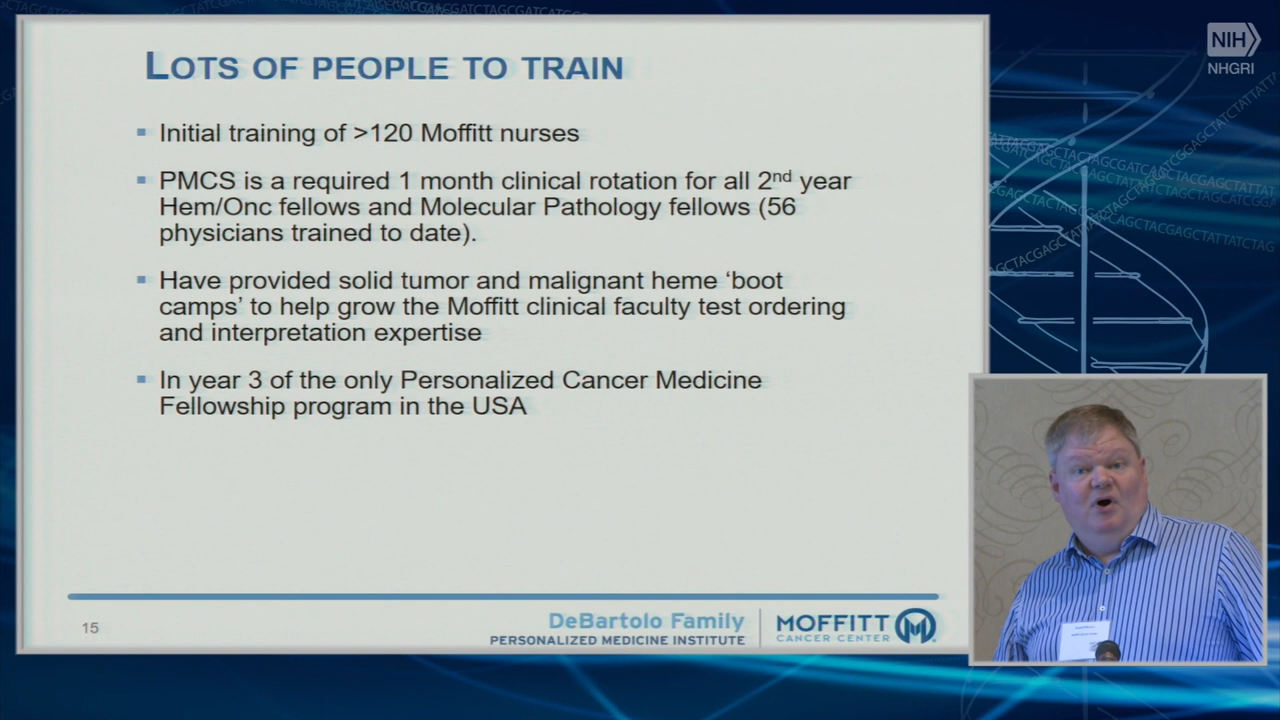 NIH
NHGRI
LOTS OF PEOPLE TO TRAIN
▪ Initial training of >120 Moffitt nurses
▪ PMCS is a required 1 month clinical rotation for all 2nd year
Hem/Onc fellows and Molecular Pathology fellows (56
physicians trained to date).
▪ Have provided solid tumor and malignant heme ‘boot
camps’ to help grow the Moffitt clinical faculty test ordering
and interpretation expertise
▪ In year 3 of the only Personalized Cancer Medicine
Fellowship program in the USA
15
DeBartolo Family
PERSONALIZED MEDICINE INSTITUTE
MOFFITT
CANCER CENTER